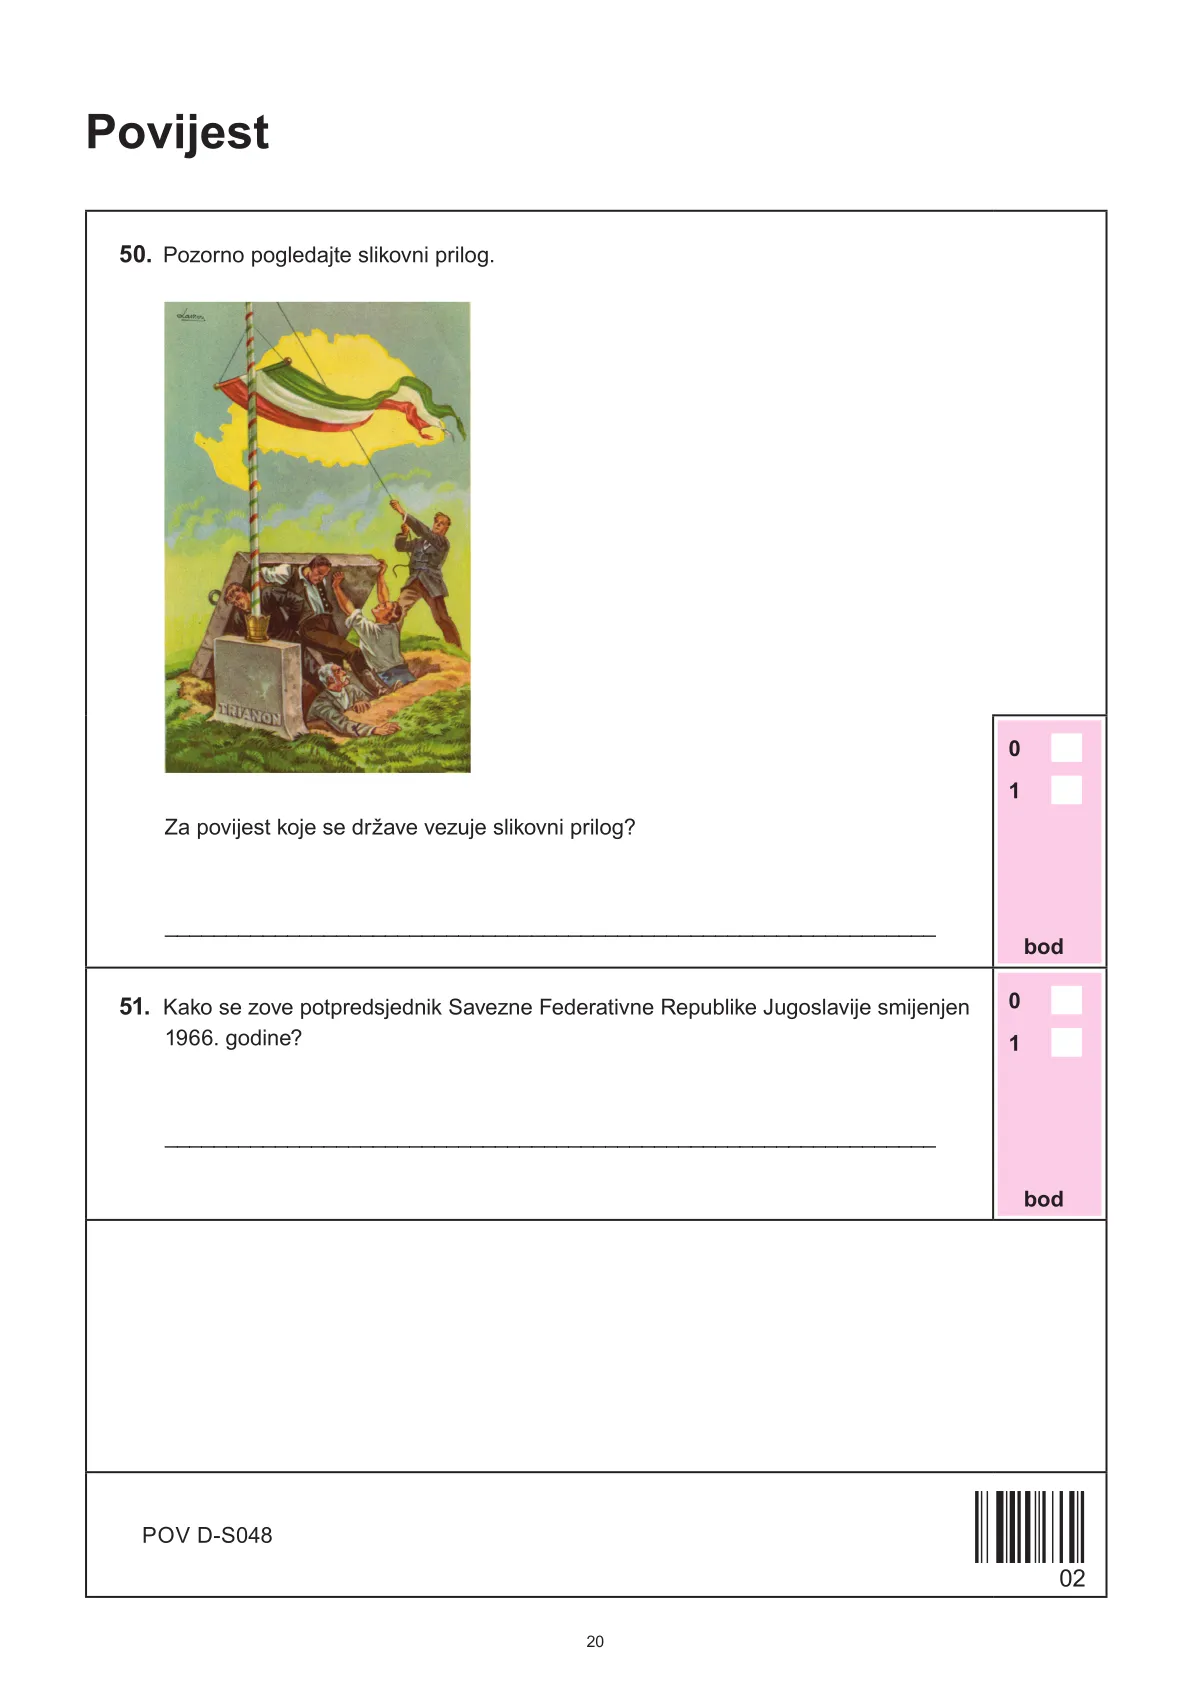 Povijest
50. Pozorno pogledajte slikovni prilog.
TRIANON
0
1
Za povijest koje se države vezuje slikovni prilog?
bod
51. Kako se zove potpredsjednik Savezne Federativne Republike Jugoslavije smijenjen
1966. godine?
0
1
bod
POV D-S048
02
20